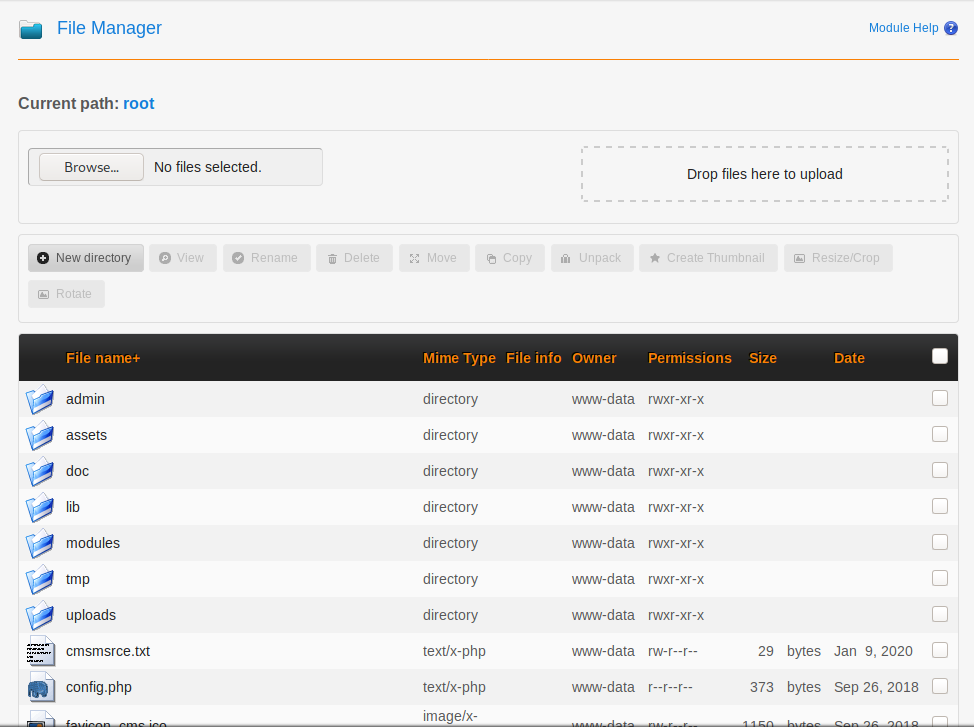 File Manager
Module Help
Current path: root
Browse... No files selected.
Drop files here to upload
New directory View Rename Delete Move Copy Unpack Create Thumbnail Resize/Crop
Rotate
File name+ Mime Type File info Owner Permissions Size Date
admin directory www-data rwxr-xr-x
assets directory www-data rwxr-xr-x
doc directory www-data rwxr-xr-x
lib directory www-data rwxr-xr-x
modules directory www-data rwxr-xr-x
tmp directory www-data rwxr-xr-x
uploads directory www-data rwxr-xr-x
cmsmsrce.txt text/x-php www-data rw-r--r-- 29 bytes Jan 9, 2020
config.php text/x-php www-data r--r--r-- 373 bytes Sep 26, 2018
image/x-
favicon_cms.ico www-data rw-r--r-- 1150 bytes Sep 26, 2018